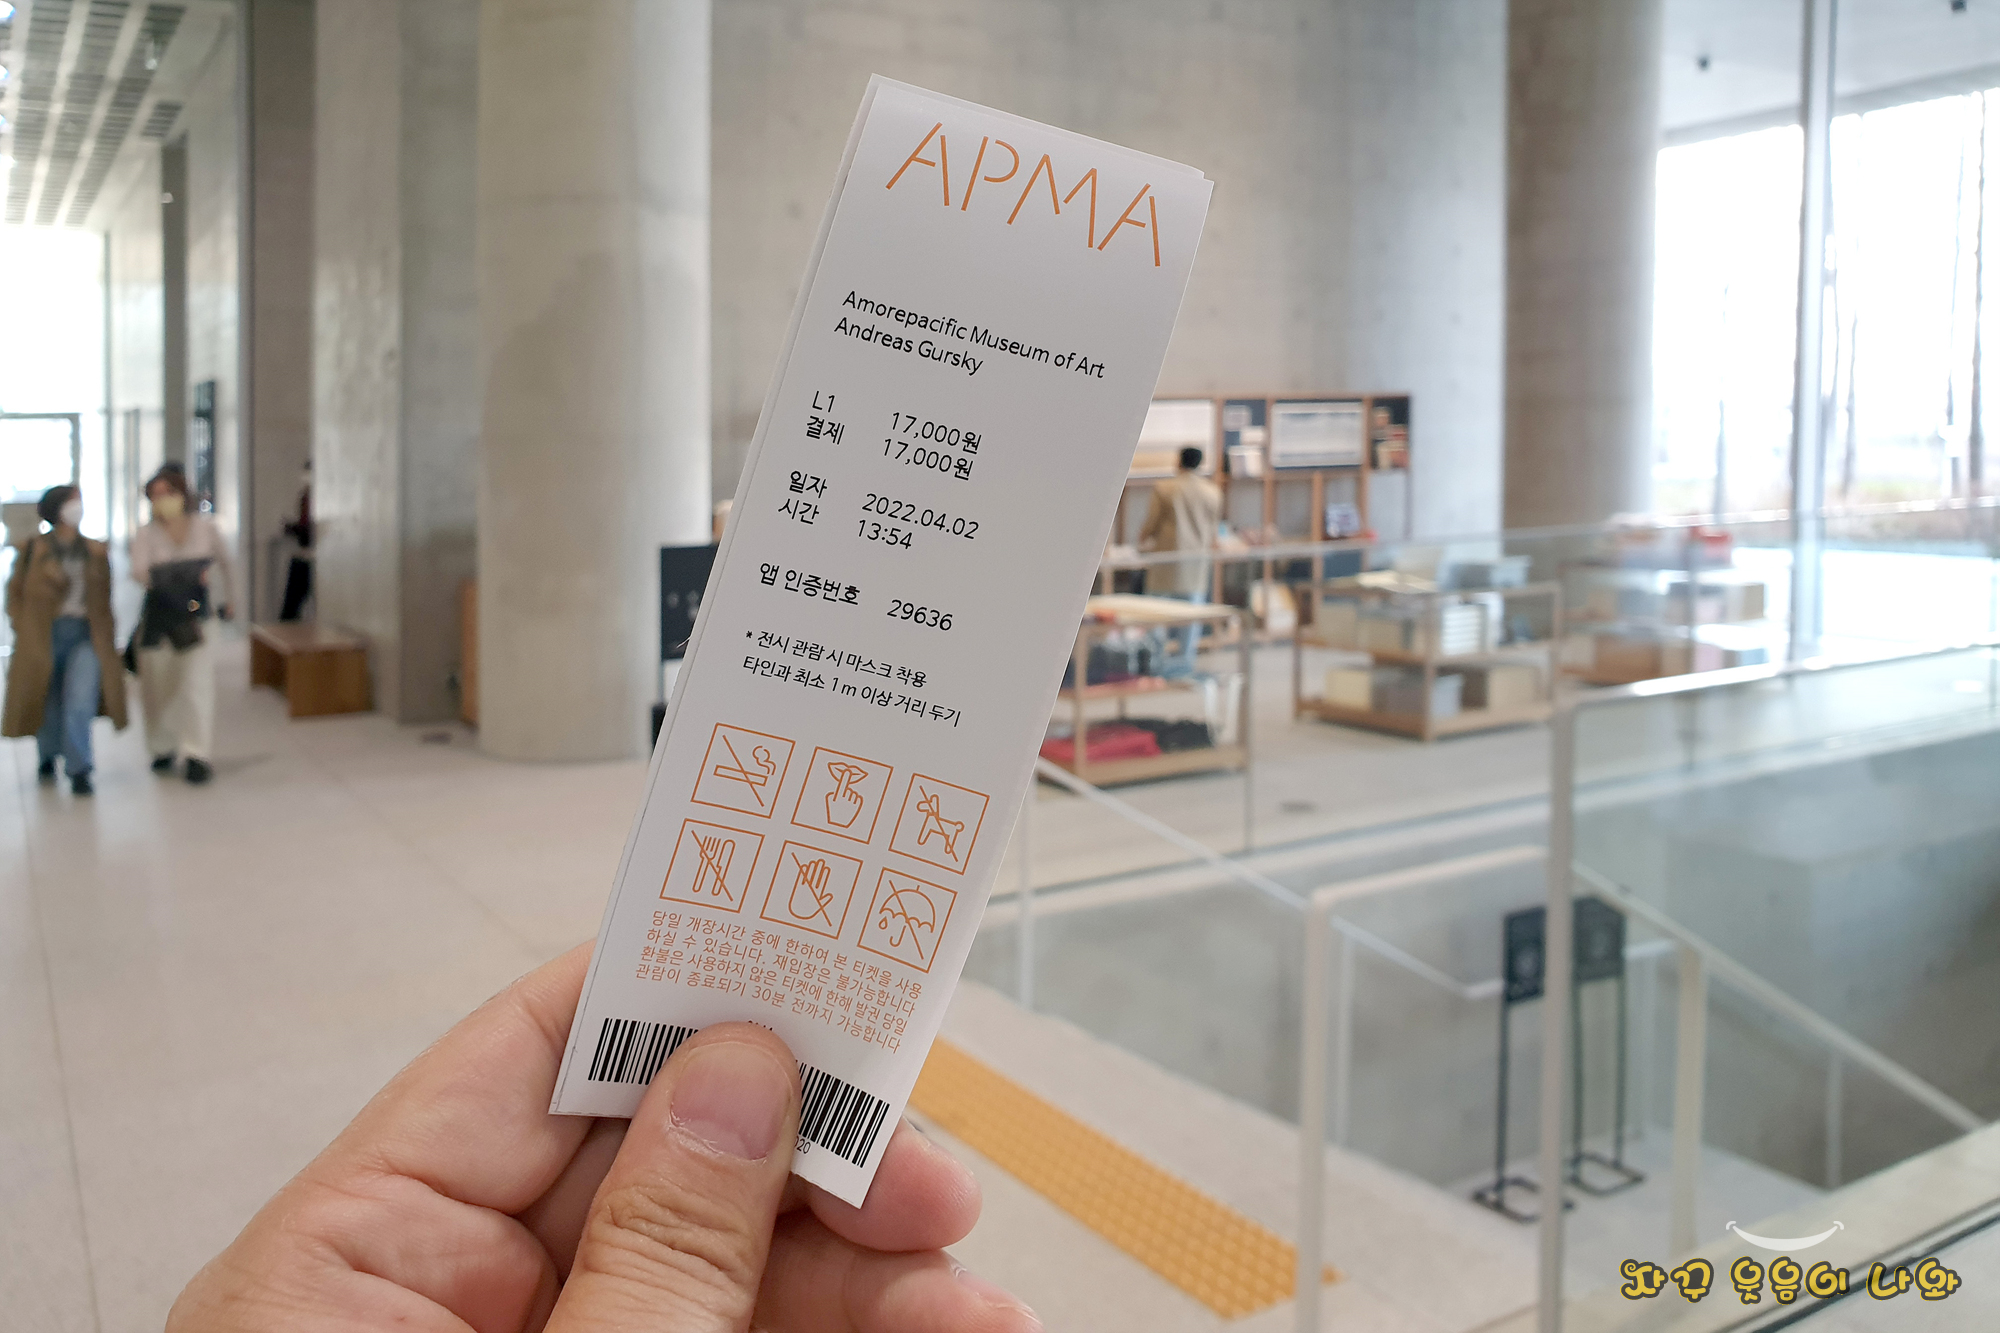 APMA
Amorepacific Museum of Art
Andreas Gursky
L1 17,000원
결제 17,000원
일자 2022.04.02
시간 13:54
앱 인증번호 29636
* 전시 관람 시 마스크 착용
타인과 최소 1m 이상 거리 두기
당일 개장시간 중에 한하여 본 티켓을 사용
하실 수 있습니다. 재입장은 불가능합니다
환불은 사용하지 않은 티켓에 한해 발권 당일
관람이 종료되기 30분 전까지 가능합니다
자꾸 웃음이 나와